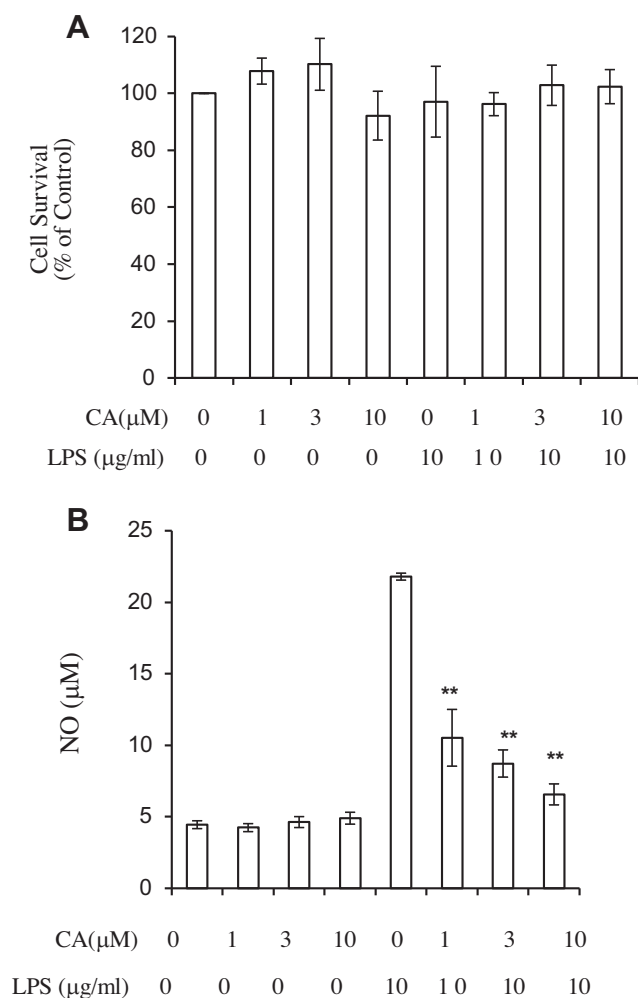 A
120
100
80
60
40
20
0
Cell Survival
(% of Control)
CA(µM) 0 1 3 10 0 1 3 10
LPS (µg/ml) 0 0 0 0 10 1 0 10 10
B
25
20
15
10
5
0
NO (µM)
** ** **
CA(µM) 0 1 3 10 0 1 3 10
LPS (µg/ml) 0 0 0 0 10 1 0 10 10